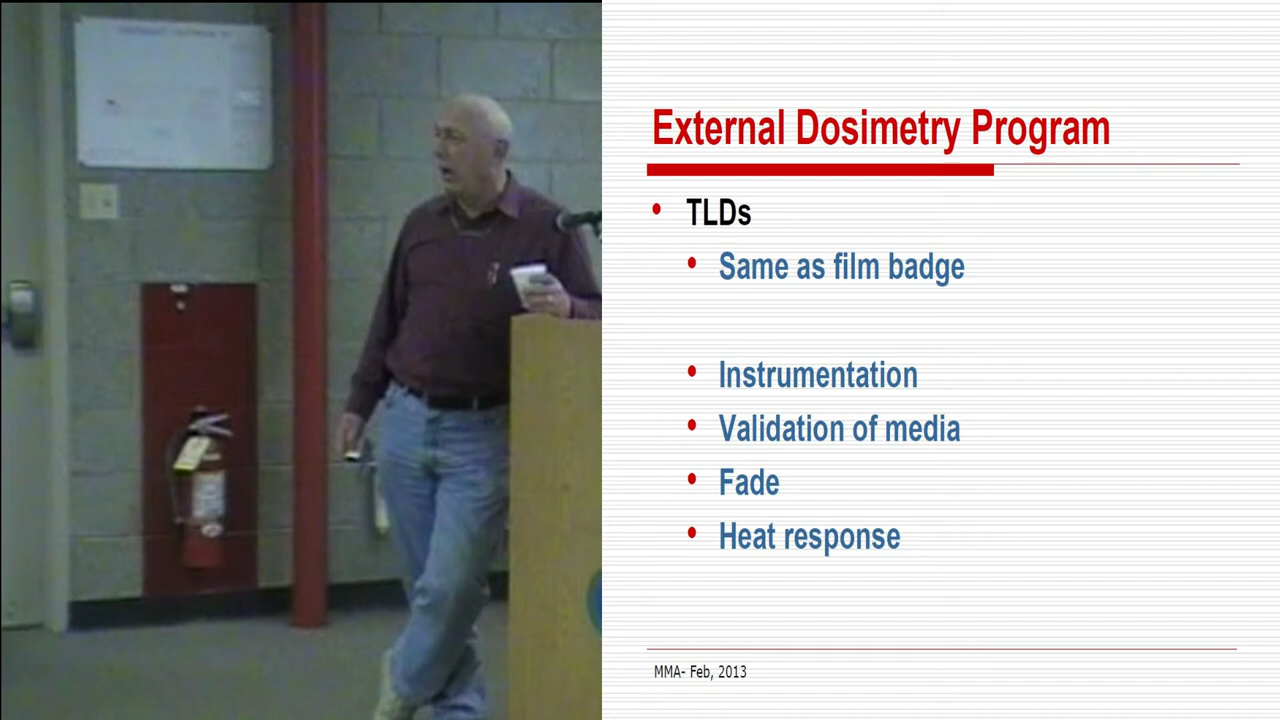 External Dosimetry Program
• TLDs
• Same as film badge
• Instrumentation
• Validation of media
• Fade
• Heat response
MMA- Feb, 2013